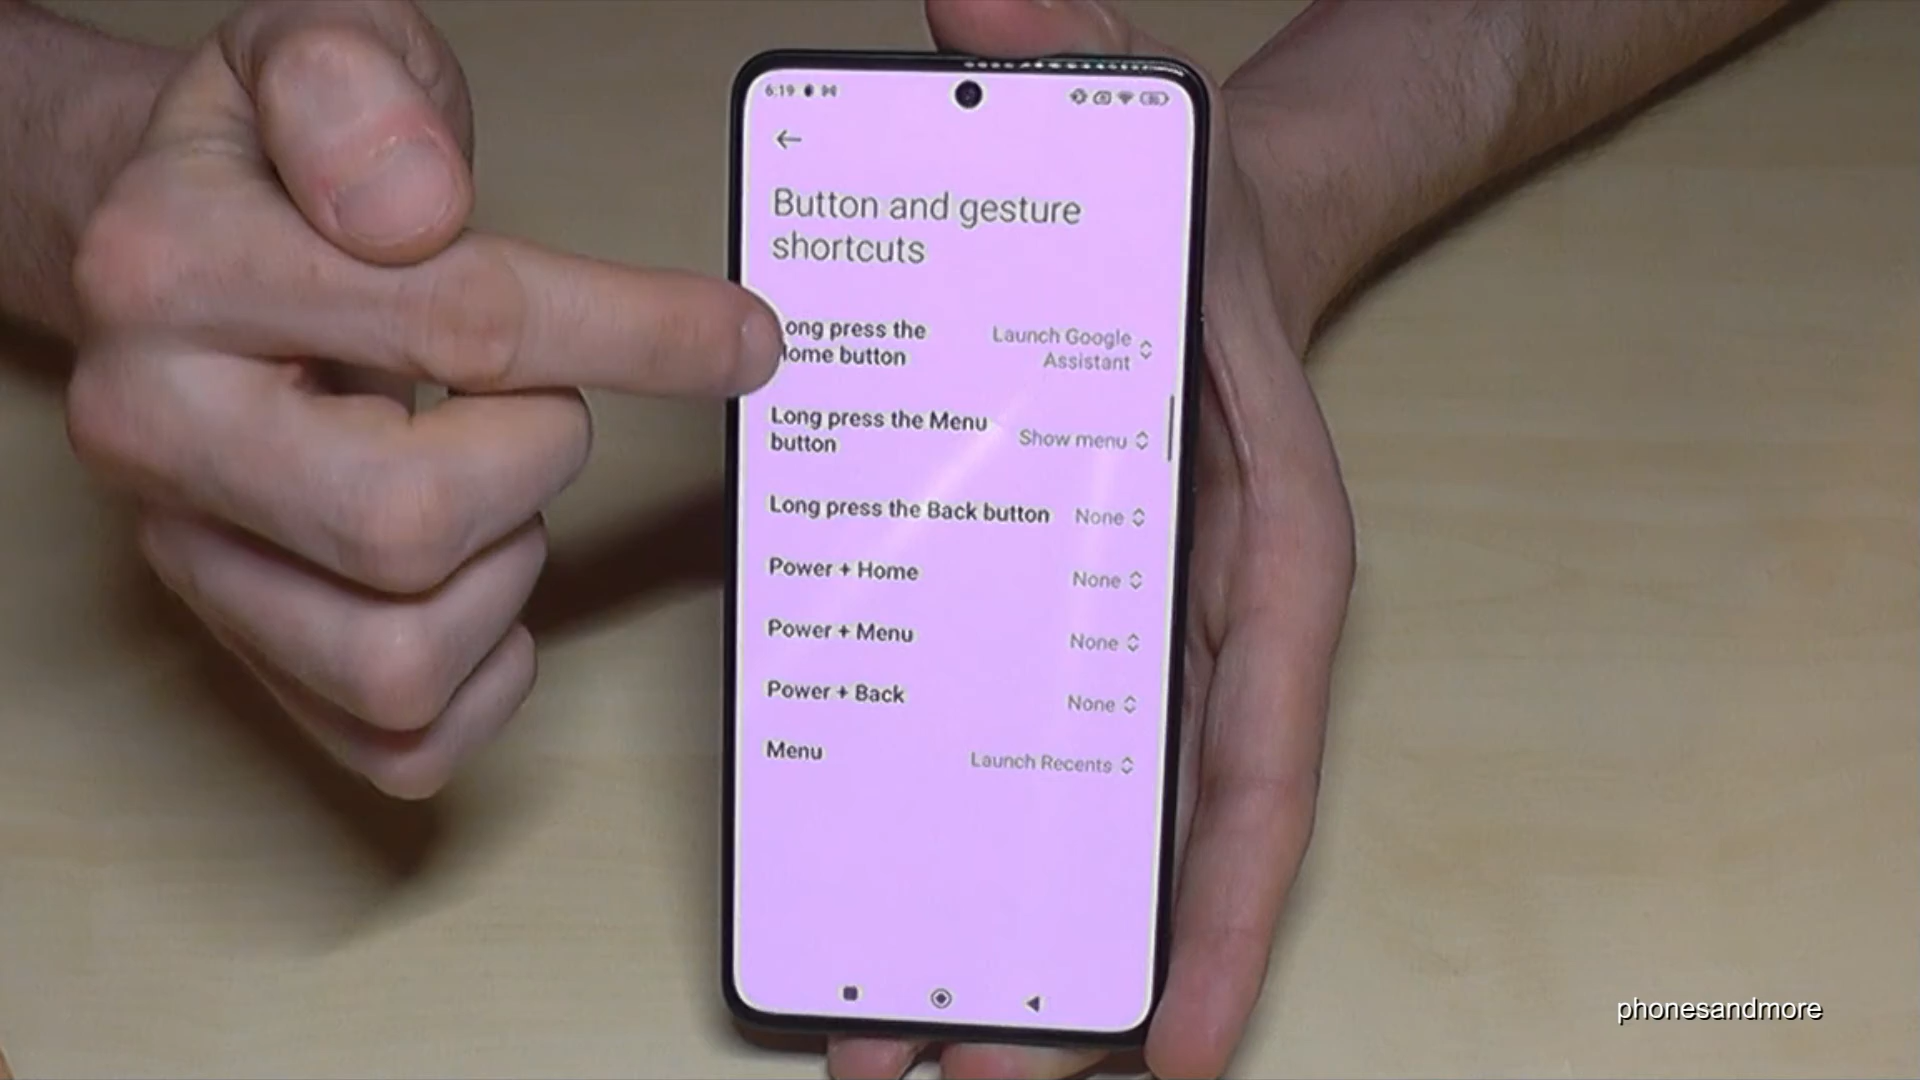 6:19
Button and gesture
shortcuts
ong press the
ome button
Launch Google
Assistant
Long press the Menu
button
Show menu
Long press the Back button None
Power + Home None
Power + Menu None
Power + Back None
Menu Launch Recents
phonesandmore